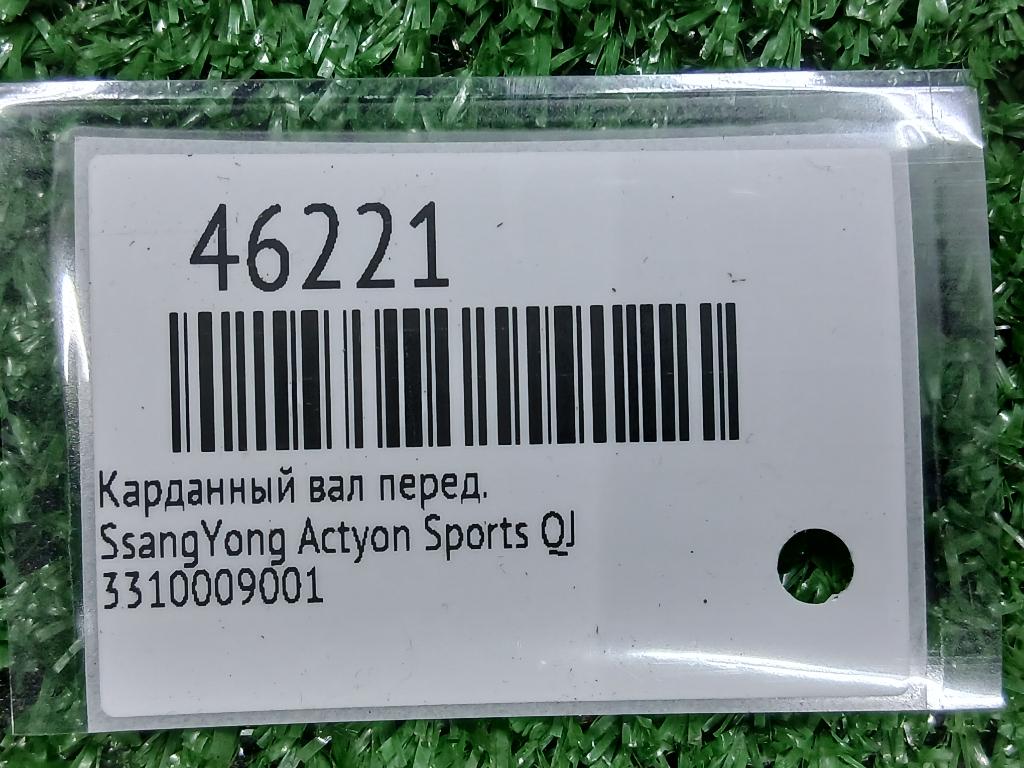 46221
Карданный вал перед.
SsangYong Actyon Sports QJ
3310009001